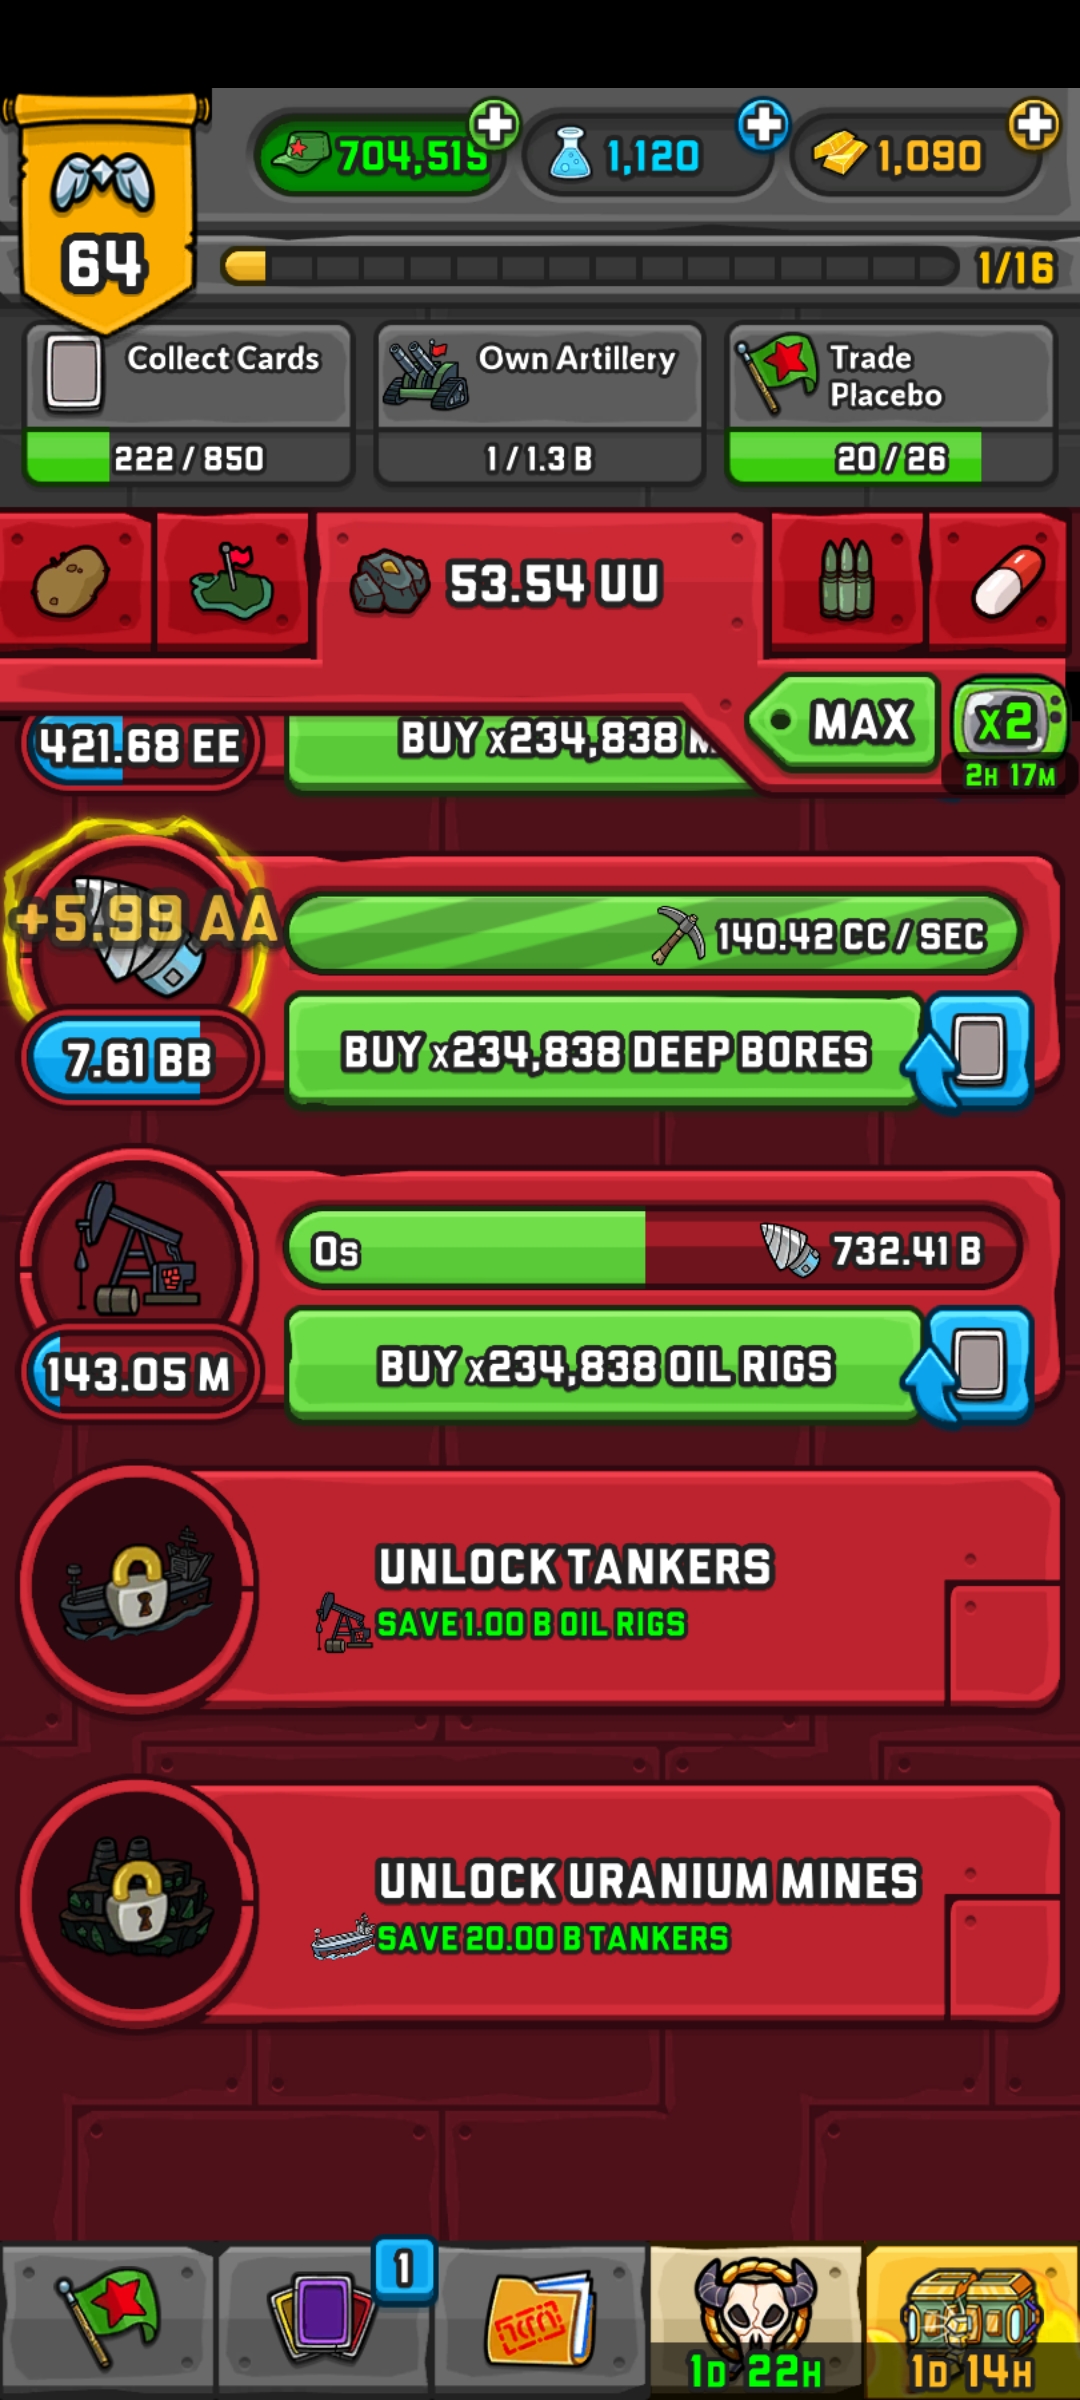 704,515
1,120
1,090
64
1/16
Collect Cards
222 / 850
Own Artillery
1 / 1.3 B
Trade
Placebo
20 / 26
53.54 UU
MAX
x2
2H 17M
421.68 EE
BUY x234,838 M
+5.99 AA
140.42 CC / SEC
7.61 BB
BUY x234,838 DEEP BORES
0s
732.41 B
143.05 M
BUY x234,838 OIL RIGS
UNLOCK TANKERS
SAVE 1.00 B OIL RIGS
UNLOCK URANIUM MINES
SAVE 20.00 B TANKERS
1
1D 22H
1D 14H